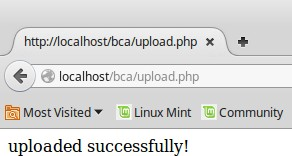 http://localhost/bca/upload.php
localhost/bca/upload.php
Most Visited Linux Mint Community
uploaded successfully!